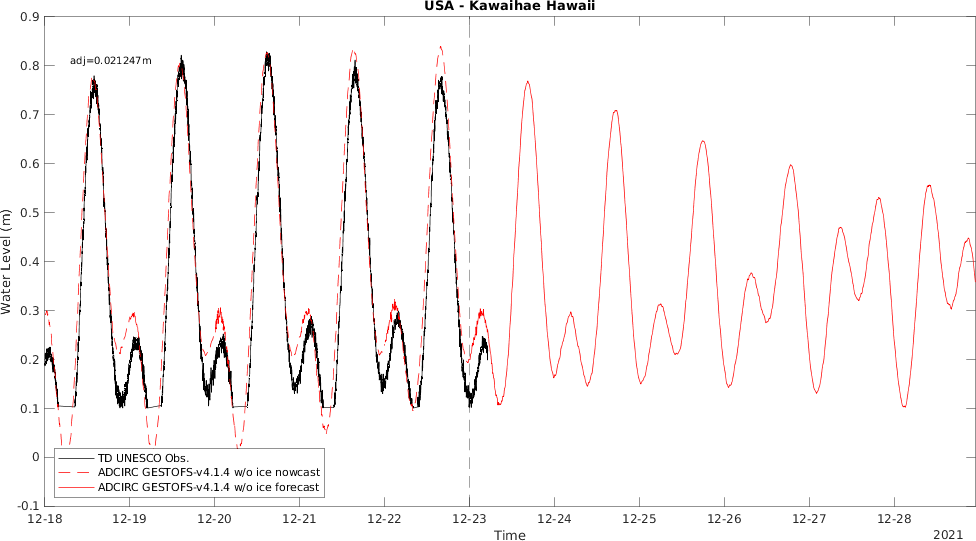 USA - Kawaihae Hawaii
0.9
0.8
0.7
0.6
0.5
0.4
0.3
0.2
0.1
0
-0.1
Water Level (m)
adj=0.021247m
TD UNESCO Obs.
ADCIRC GESTOFS-v4.1.4 w/o ice nowcast
ADCIRC GESTOFS-v4.1.4 w/o ice forecast
12-18 12-19 12-20 12-21 12-22 12-23 12-24 12-25 12-26 12-27 12-28
Time
2021